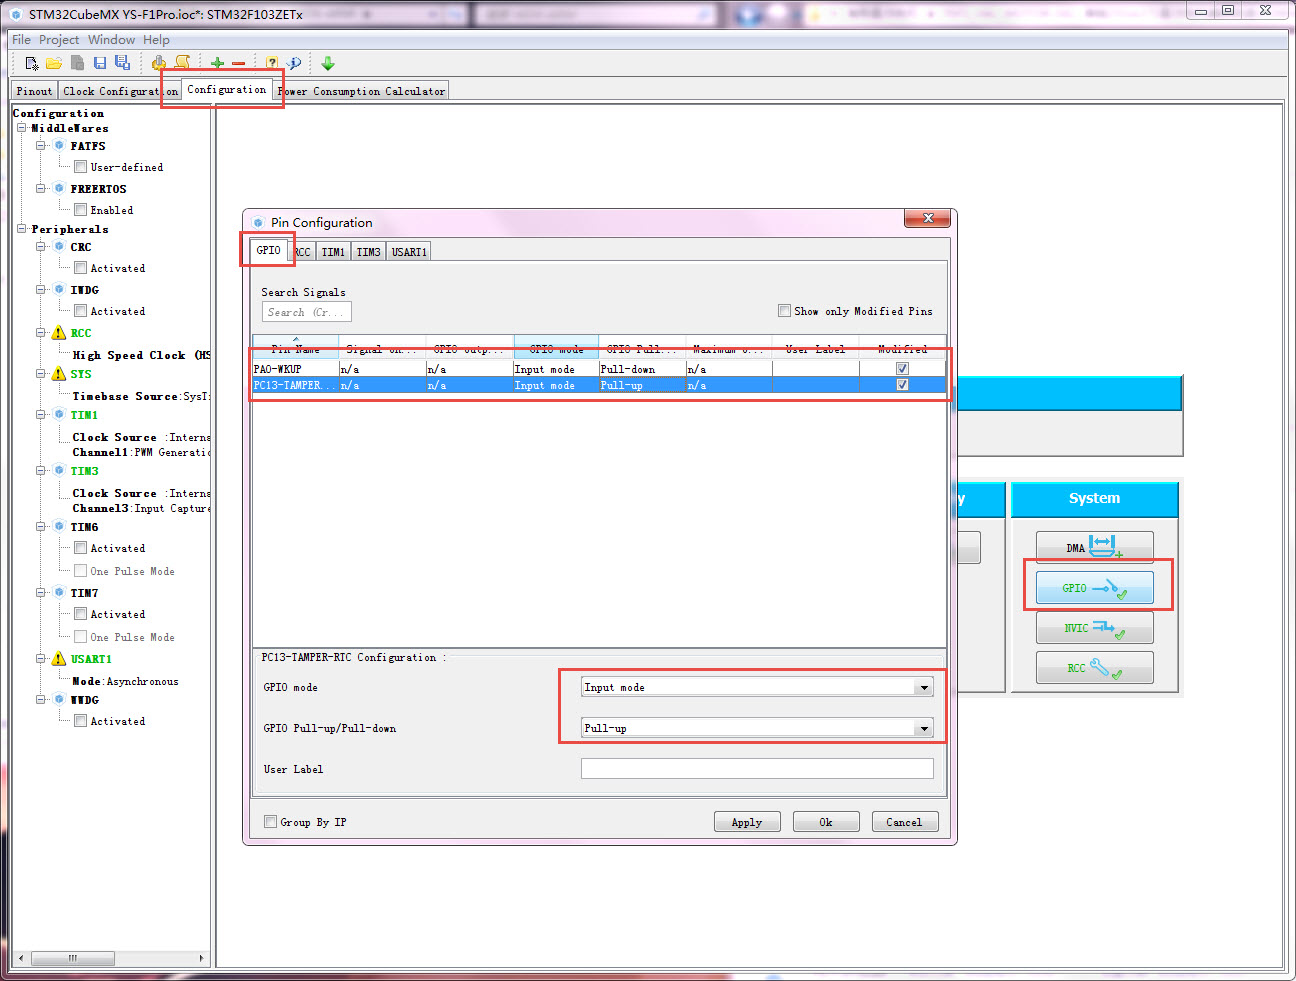 STM32CubeMX YS-F1Pro.ioc*: STM32F103ZETx
File Project Window Help
Pinout Clock Configuration Configuration Power Consumption Calculator
Configuration
MiddleWares
FATFS
User-defined
FREERTOS
Enabled
Peripherals
CRC
Activated
IWDG
Activated
RCC
High Speed Clock (HS
SYS
Timebase Source:SysT
TIM1
Clock Source :Interna
Channel1:PWM Generatio
TIM3
Clock Source :Interna
Channel3:Input Capture
TIM6
Activated
One Pulse Mode
TIM7
Activated
One Pulse Mode
USART1
Mode:Asynchronous
WWDG
Activated
Pin Configuration
GPIO RCC TIM1 TIM3 USART1
Search Signals
Search (Cr...
Show only Modified Pins
Pin Name Signal on... GPIO outp... GPIO mode GPIO Pull... Maximum o... User Label Modified
PA0-WKUP n/a n/a Input mode Pull-down n/a
PC13-TAMPER... n/a n/a Input mode Pull-up n/a
PC13-TAMPER-RTC Configuration :
GPIO mode Input mode
GPIO Pull-up/Pull-down Pull-up
User Label
Group By IP
Apply Ok Cancel
y
System
DMA
GPIO
NVIC
RCC